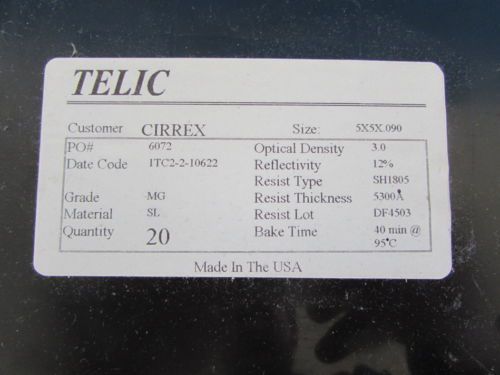 TELIC
Customer CIRREX Size: 5X5X.090
PO# 6072 Optical Density 3.0
Date Code 1TC2-2-10622 Reflectivity 12%
Resist Type SH1805
Grade MG Resist Thickness 5300Å
Material SL Resist Lot DF4503
Quantity 20 Bake Time 40 min @
95°C
Made In The USA